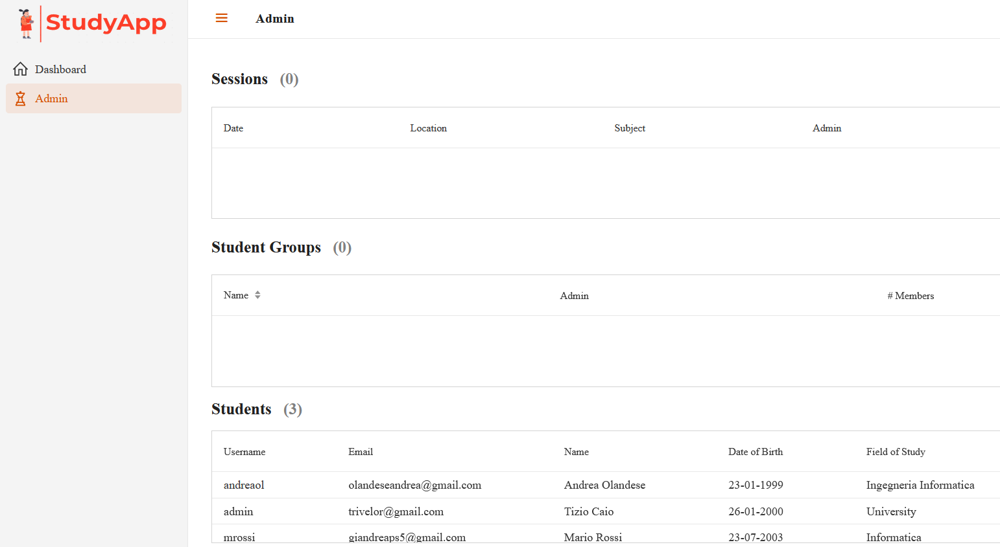 StudyApp
Admin
Dashboard
Admin
Sessions (0)
Date Location Subject Admin
Student Groups (0)
Name Admin # Members
Students (3)
Username Email Name Date of Birth Field of Study
andreaol olandeseandrea@gmail.com Andrea Olandese 23-01-1999 Ingegneria Informatica
admin trivelor@gmail.com Tizio Caio 26-01-2000 University
mrossi giandreaps5@gmail.com Mario Rossi 23-07-2003 Informatica